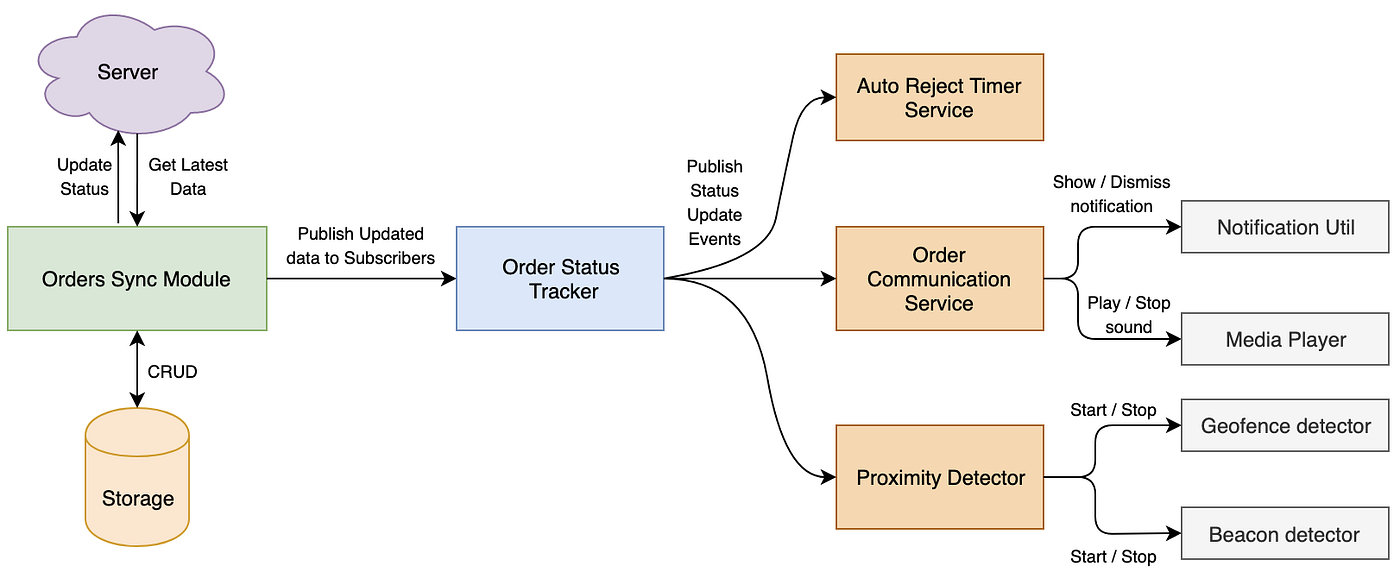 Server
Update
Status
Get Latest
Data
Orders Sync Module
CRUD
Storage
Publish Updated
data to Subscribers
Order Status
Tracker
Publish
Status
Update
Events
Auto Reject Timer
Service
Order
Communication
Service
Proximity Detector
Show / Dismiss
notification
Notification Util
Play / Stop
sound
Media Player
Start / Stop
Geofence detector
Beacon detector
Start / Stop